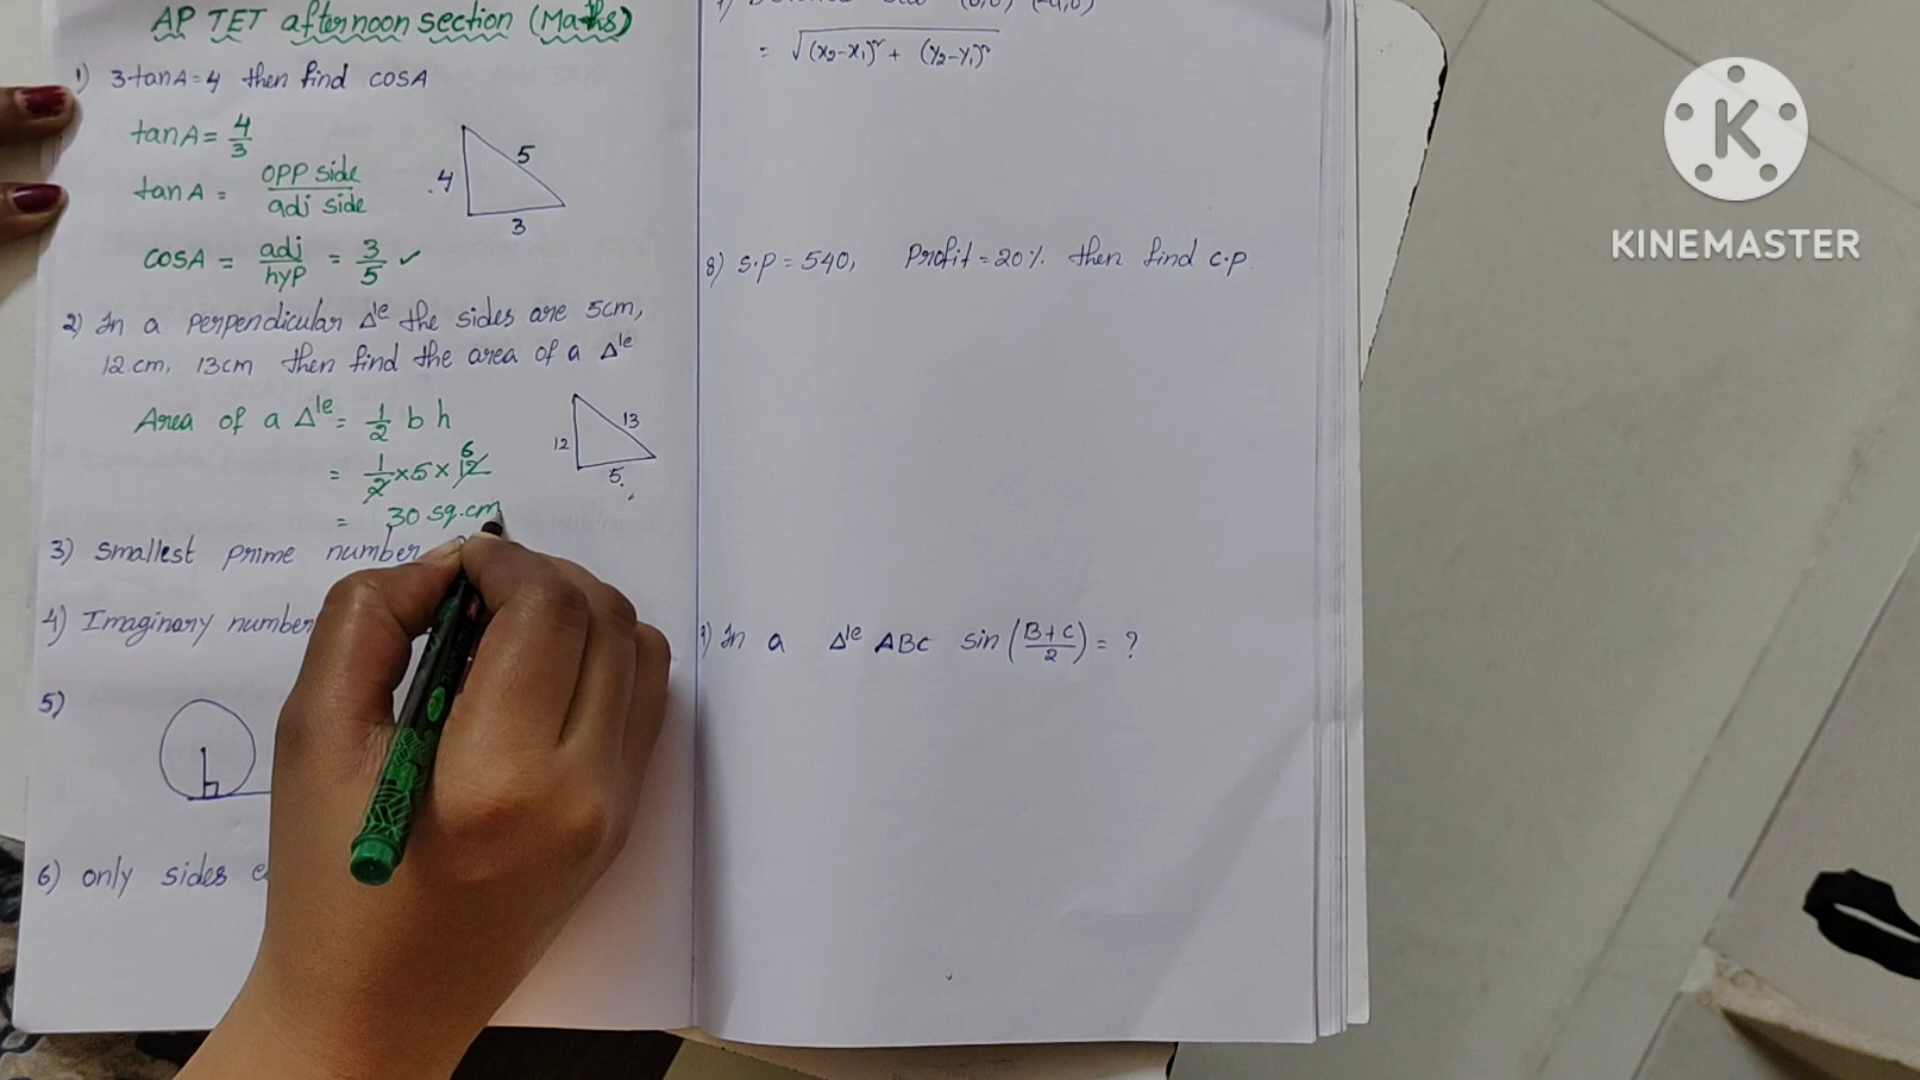 AP TET afternoon section (Maths)
1) 3tanA=4 then find COSA
tanA = 4/3
tanA = OPP side / adj side
4
5
3
COSA = adj/hyp = 3/5 ✓
2) In a perpendicular Δle the sides are 5cm,
12.cm, 13cm then find the area of a Δle
Area of a Δle = 1/2 b h
= 1/2 × 5 × 12 6
12
13
5
= 30 sq.cm
3) smallest prime number
4) Imaginary number
5)
6) only sides
= √(x₂-x₁)² + (y₂-y₁)²
8) S.P = 540, Profit = 20% then find C.P.
9) In a Δle ABC sin(B+C/2) = ?
K
KINEMASTER